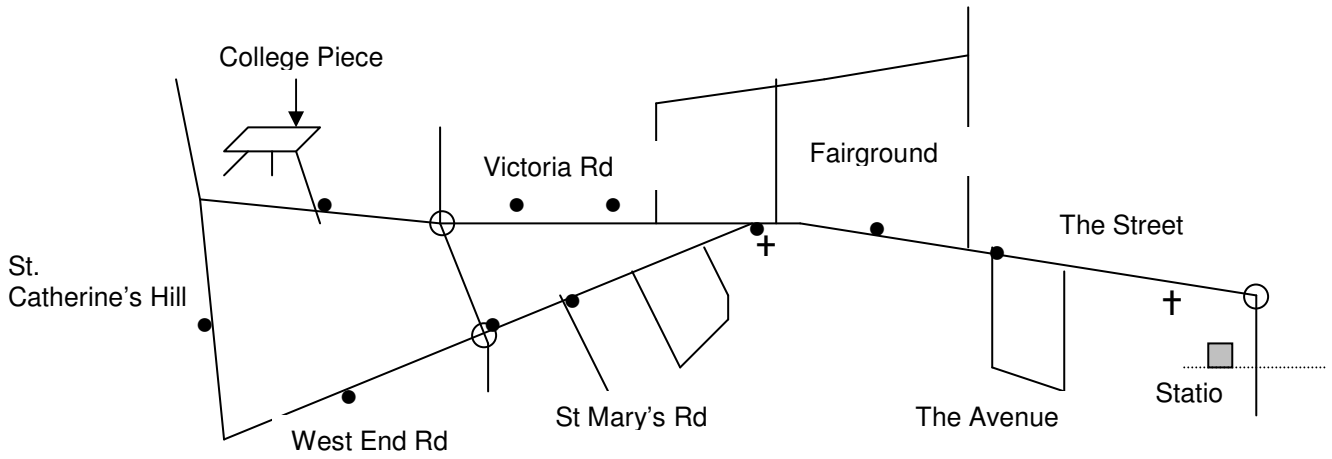 College Piece
Victoria Rd
Fairground
The Street
St.
Catherine's Hill
Statio
St Mary's Rd
The Avenue
West End Rd